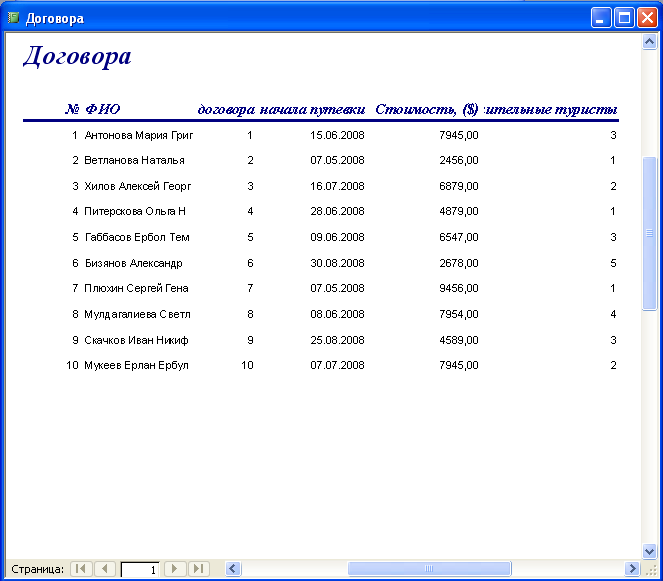 Договора
Договора
№ ФИО договора начала путевки Стоимость, ($) ительные туристы
1 Антонова Мария Григ 1 15.06.2008 7945,00 3
2 Ветланова Наталья 2 07.05.2008 2456,00 1
3 Хилов Алексей Георг 3 16.07.2008 6879,00 2
4 Питерскова Ольга Н 4 28.06.2008 4879,00 1
5 Габбасов Ербол Тем 5 09.06.2008 6547,00 3
6 Бизянов Александр 6 30.08.2008 2678,00 5
7 Плюхин Сергей Гена 7 07.05.2008 9456,00 1
8 Мулдагалиева Светл 8 08.06.2008 7954,00 4
9 Скачков Иван Никиф 9 25.08.2008 4589,00 3
10 Мукеев Ерлан Ербул 10 07.07.2008 7945,00 2
Страница: 1